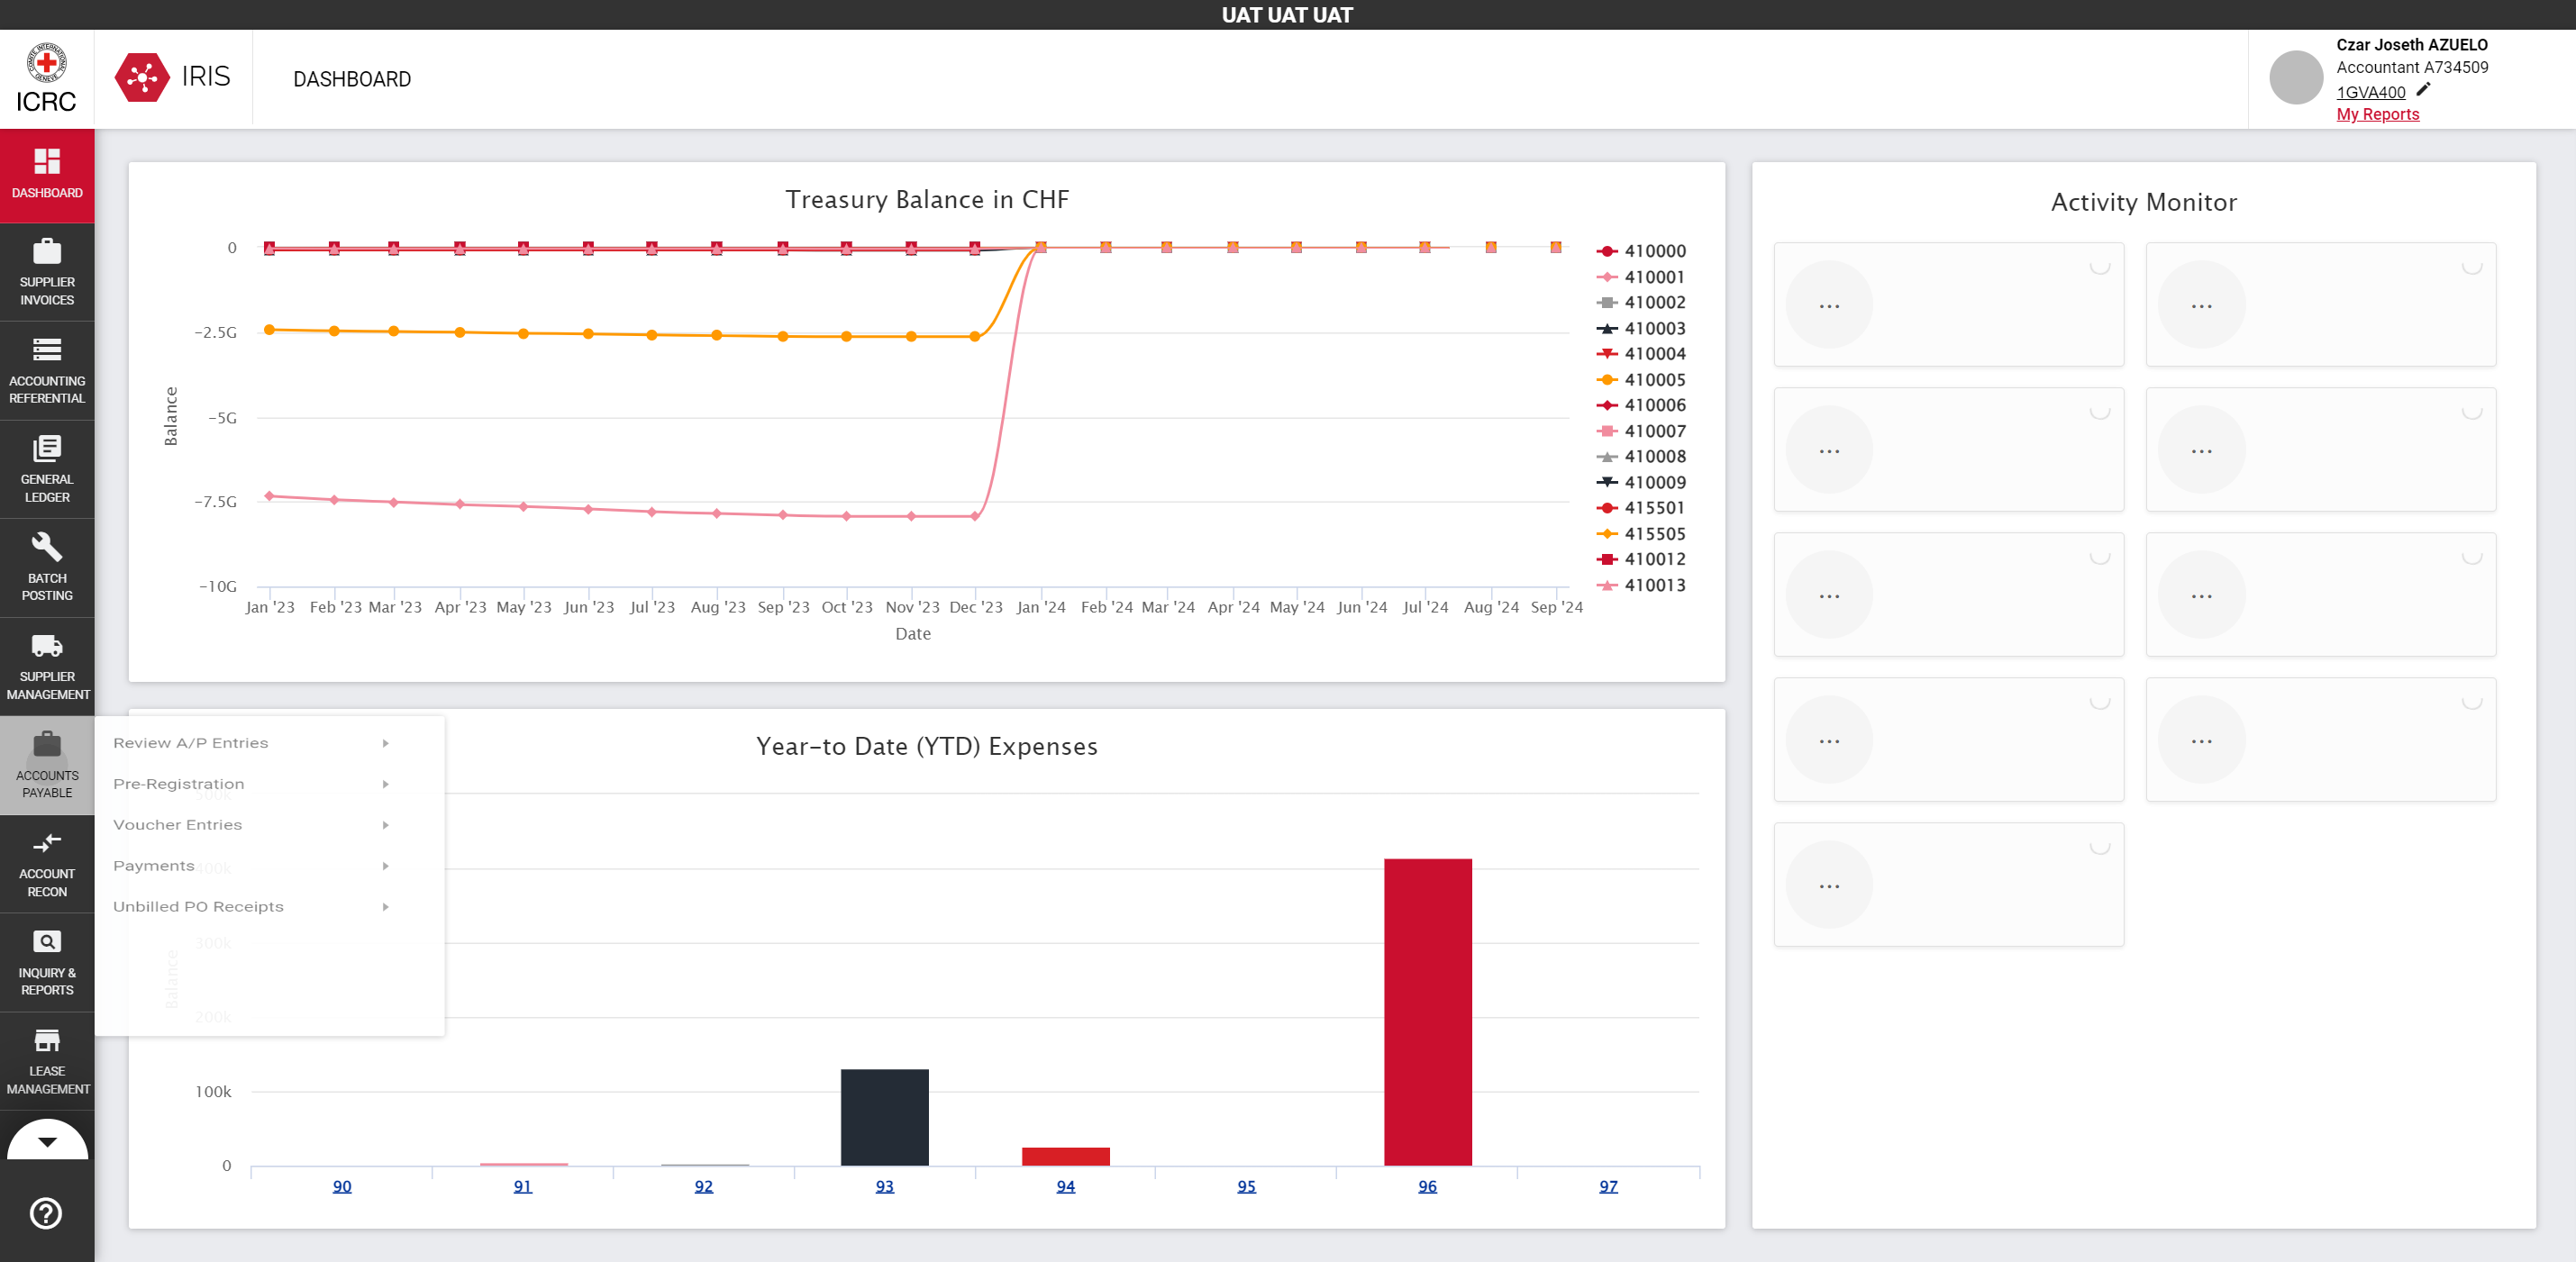 UAT UAT UAT
ICRC
IRIS
DASHBOARD
Czar Joseth AZUELO
Accountant A734509
1GVA400
My Reports
DASHBOARD
SUPPLIER
INVOICES
ACCOUNTING
REFERENTIAL
GENERAL
LEDGER
BATCH
POSTING
SUPPLIER
MANAGEMENT
ACCOUNTS
PAYABLE
ACCOUNT
RECON
INQUIRY &
REPORTS
LEASE
MANAGEMENT
Treasury Balance in CHF
0
−2.5G
−5G
−7.5G
−10G
Balance
Jan '23 Feb '23 Mar '23 Apr '23 May '23 Jun '23 Jul '23 Aug '23 Sep '23 Oct '23 Nov '23 Dec '23 Jan '24 Feb '24 Mar '24 Apr '24 May '24 Jun '24 Jul '24 Aug '24 Sep '24
Date
410000
410001
410002
410003
410004
410005
410006
410007
410008
410009
415501
415505
410012
410013
Review A/P Entries
Pre-Registration
Voucher Entries
Payments
Unbilled PO Receipts
Year-to Date (YTD) Expenses
500k
400k
300k
200k
100k
0
Balance
90 91 92 93 94 95 96 97
Activity Monitor
...
...
...
...
...
...
...
...
...